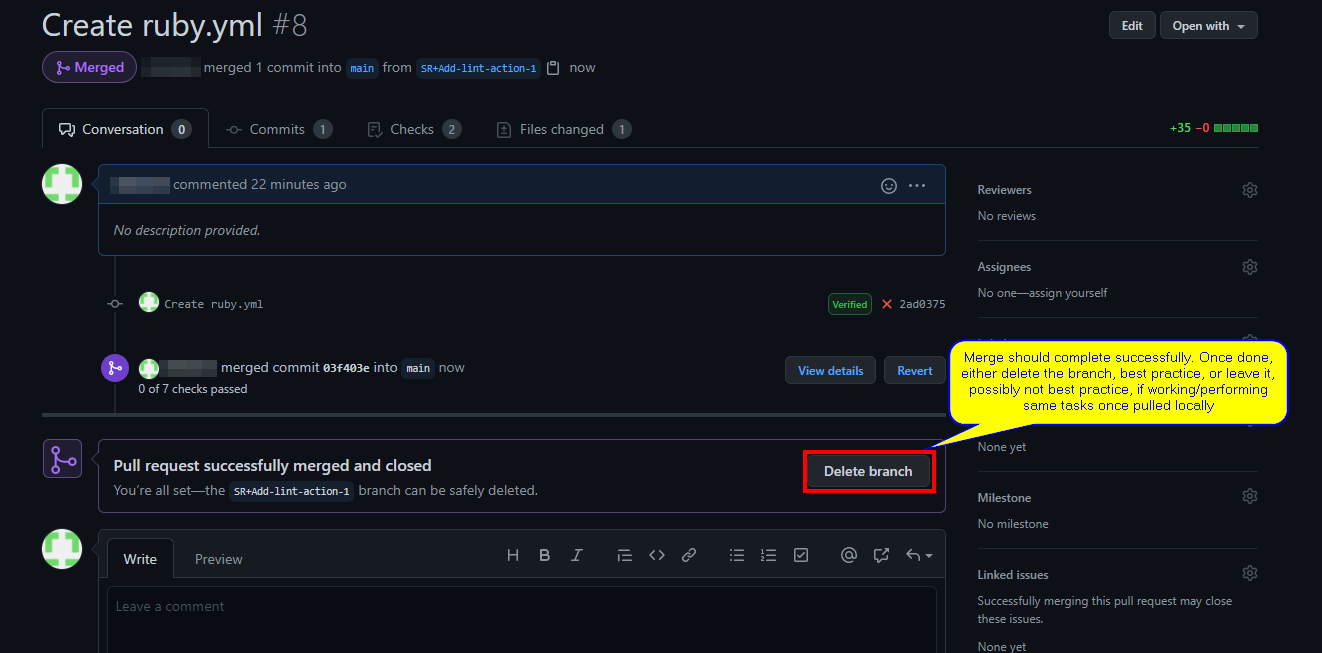 Create ruby.yml #8
Edit
Open with
Merged
merged 1 commit into main from SR+Add-lint-action-1 now
Conversation 0
Commits 1
Checks 2
Files changed 1
+35 −0
commented 22 minutes ago
No description provided.
Create ruby.yml
Verified
2ad0375
merged commit 03f403e into main now
0 of 7 checks passed
View details
Revert
Pull request successfully merged and closed
You’re all set—the SR+Add-lint-action-1 branch can be safely deleted.
Delete branch
Write
Preview
Leave a comment
Reviewers
No reviews
Assignees
No one—assign yourself
Merge should complete successfully. Once done,
either delete the branch, best practice, or leave it,
possibly not best practice, if working/performing
same tasks once pulled locally
None yet
Milestone
No milestone
Linked issues
Successfully merging this pull request may close
these issues.
None yet